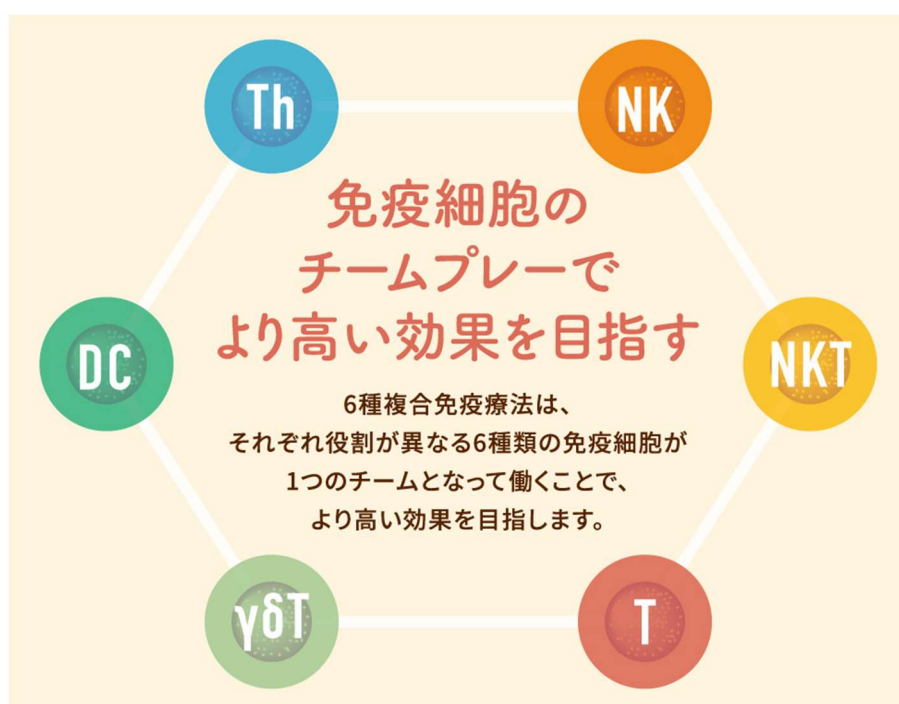 Th
NK
免疫細胞の
チームプレーで
より高い効果を目指す
DC
NKT
6種複合免疫療法は、
それぞれ役割が異なる6種類の免疫細胞が
1つのチームとなって働くことで、
より高い効果を目指します。
γδT
T